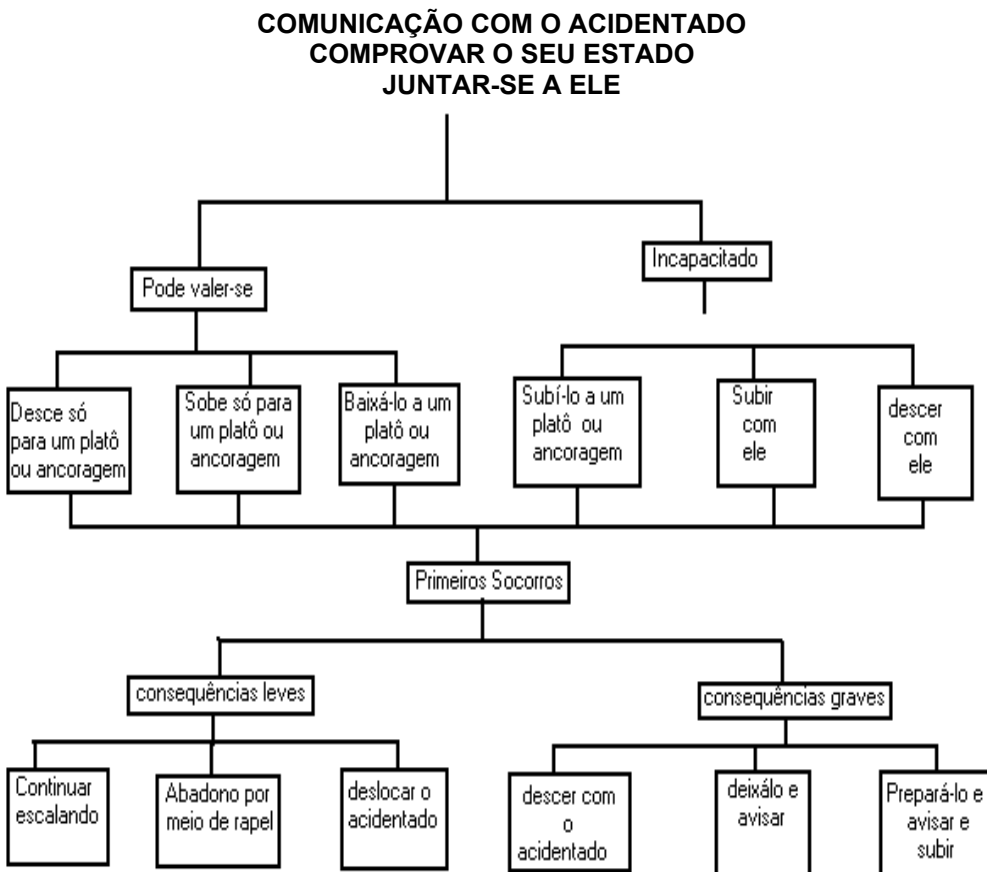 COMUNICAÇÃO COM O ACIDENTADO
COMPROVAR O SEU ESTADO
JUNTAR-SE A ELE
Pode valer-se
Incapacitado
Desce só
para um platô
ou ancoragem
Sobe só para
um platô ou
ancoragem
Baixá-lo a um
platô ou
ancoragem
Subí-lo a um
platô ou
ancoragem
Subir
com
ele
descer
com
ele
Primeiros Socorros
consequências leves
consequências graves
Continuar
escalando
Abadono por
meio de rapel
deslocar o
acidentado
descer com
o
acidentado
deixálo e
avisar
Prepará-lo e
avisar e
subir